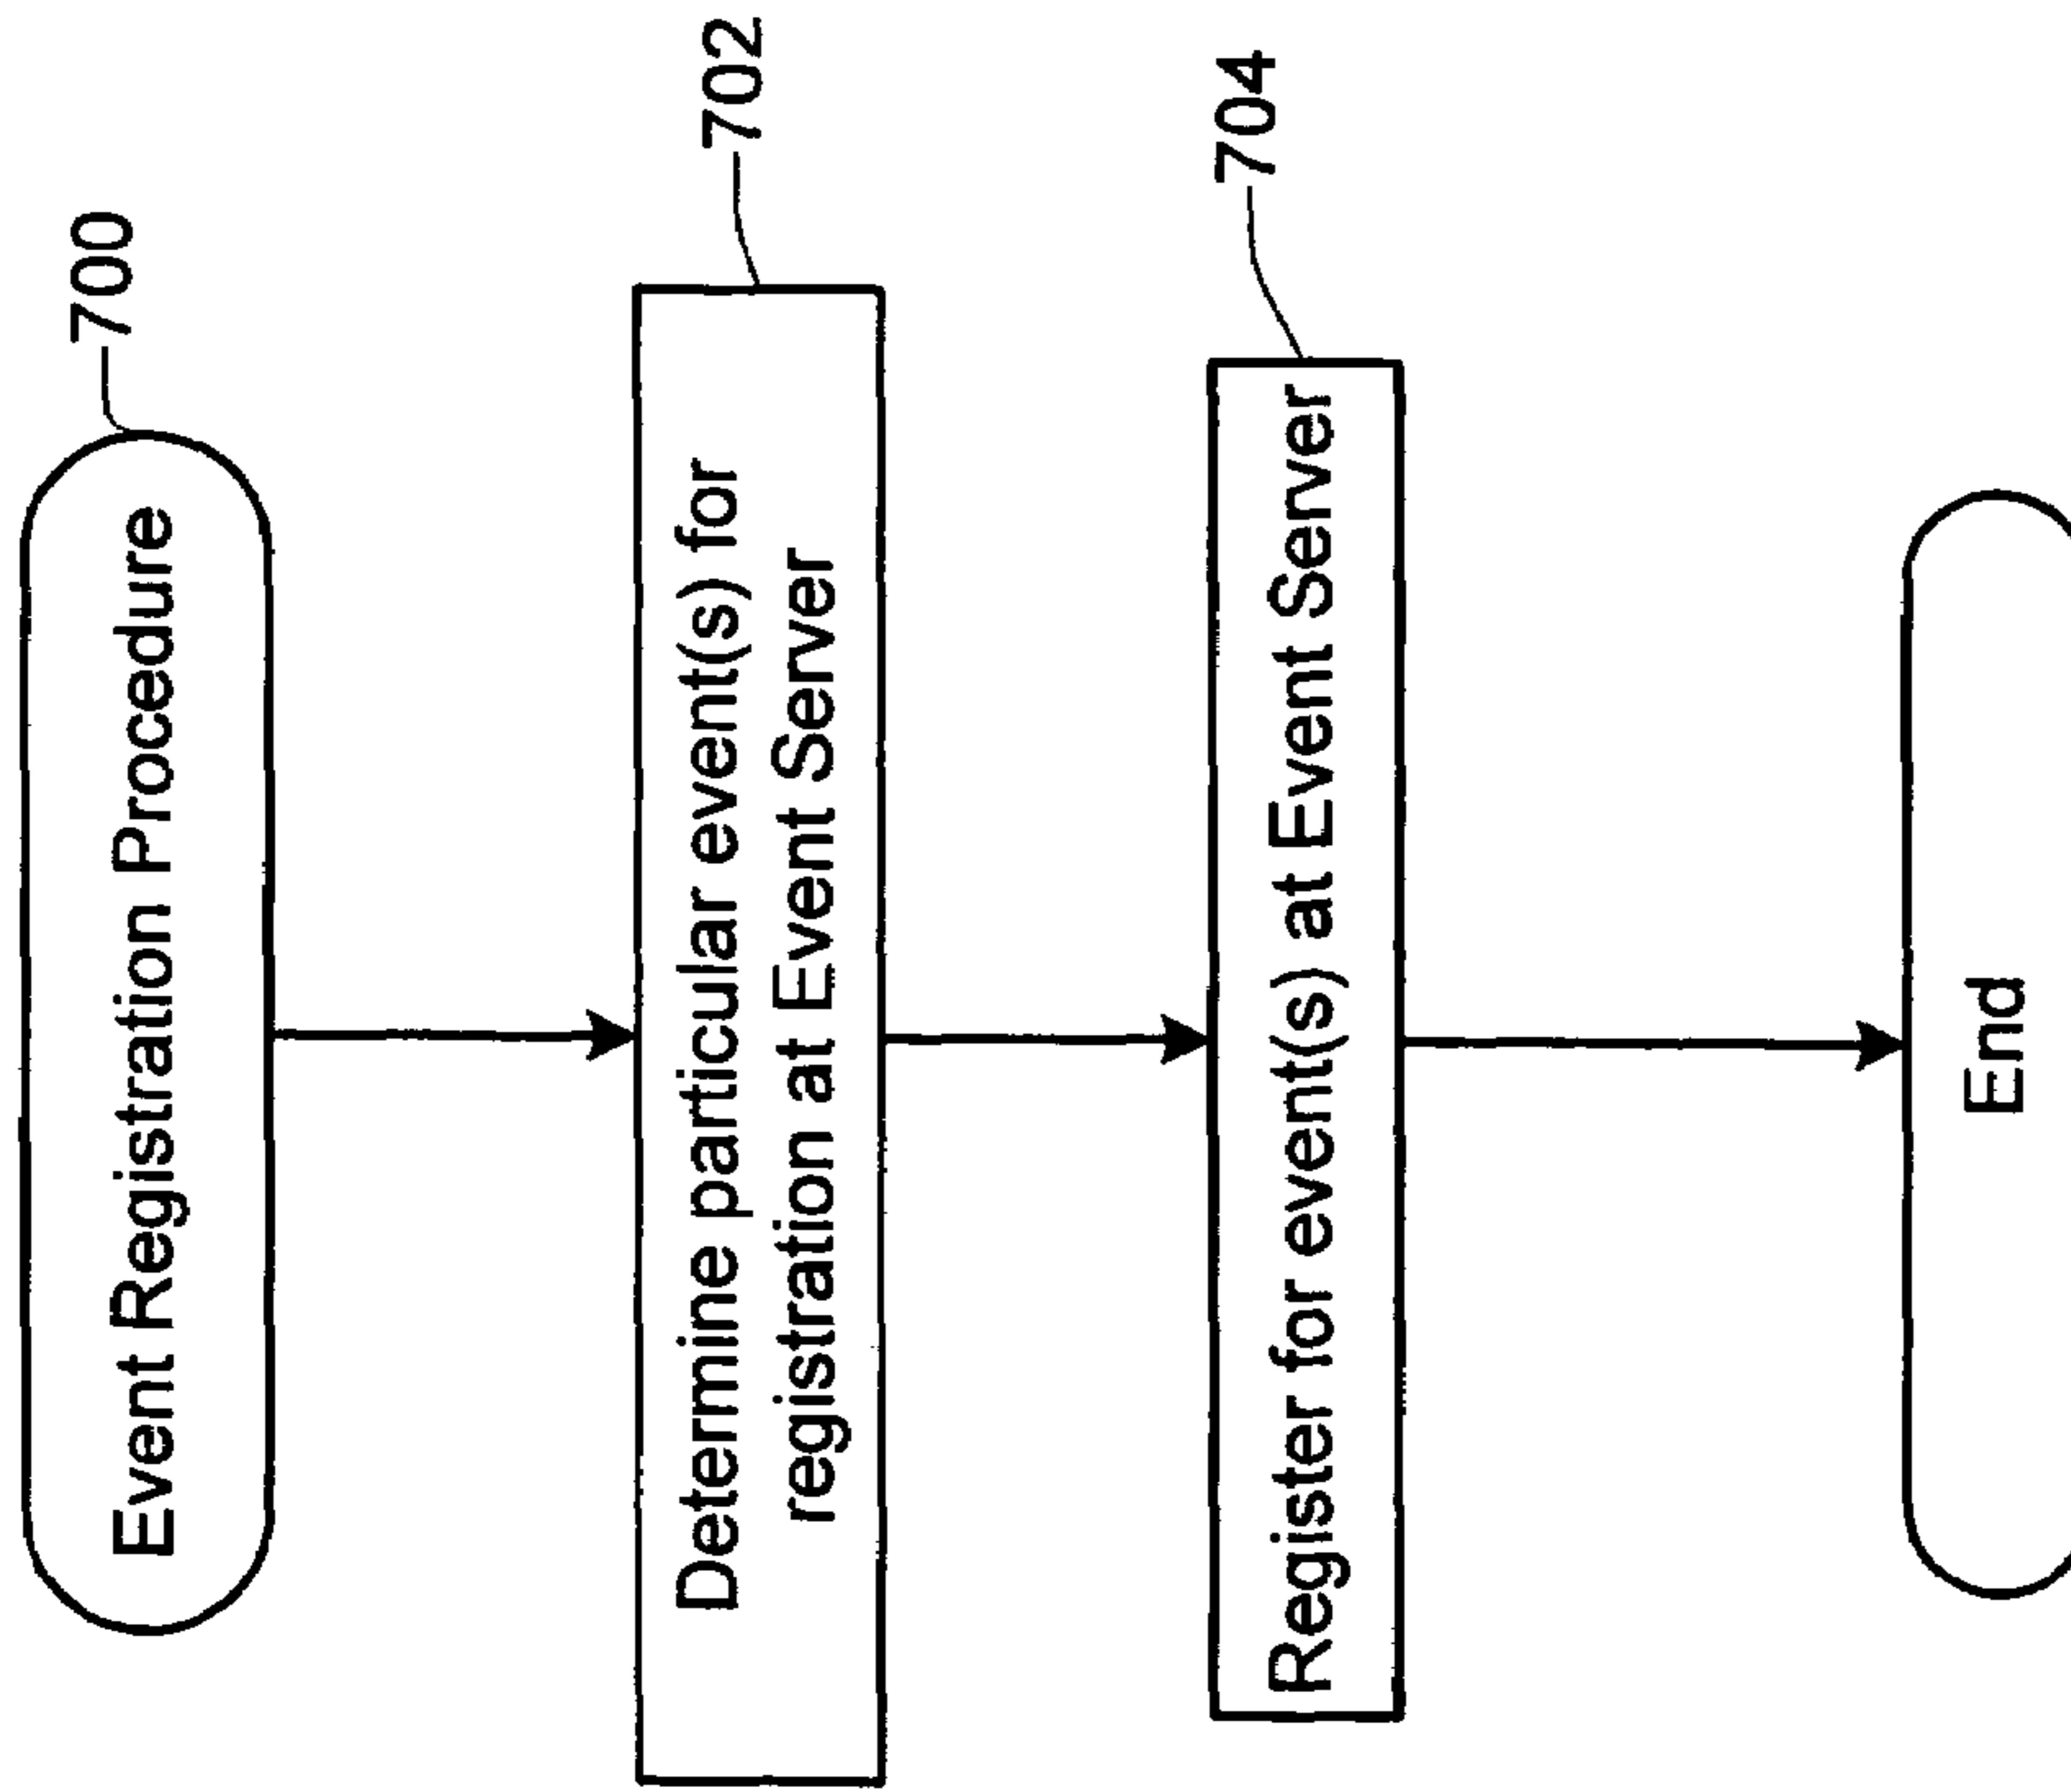 Event Registration Procedure
700
Determine particular event(s) for
registration at Event Server
702
Register for event(s) at Event Server
704
End